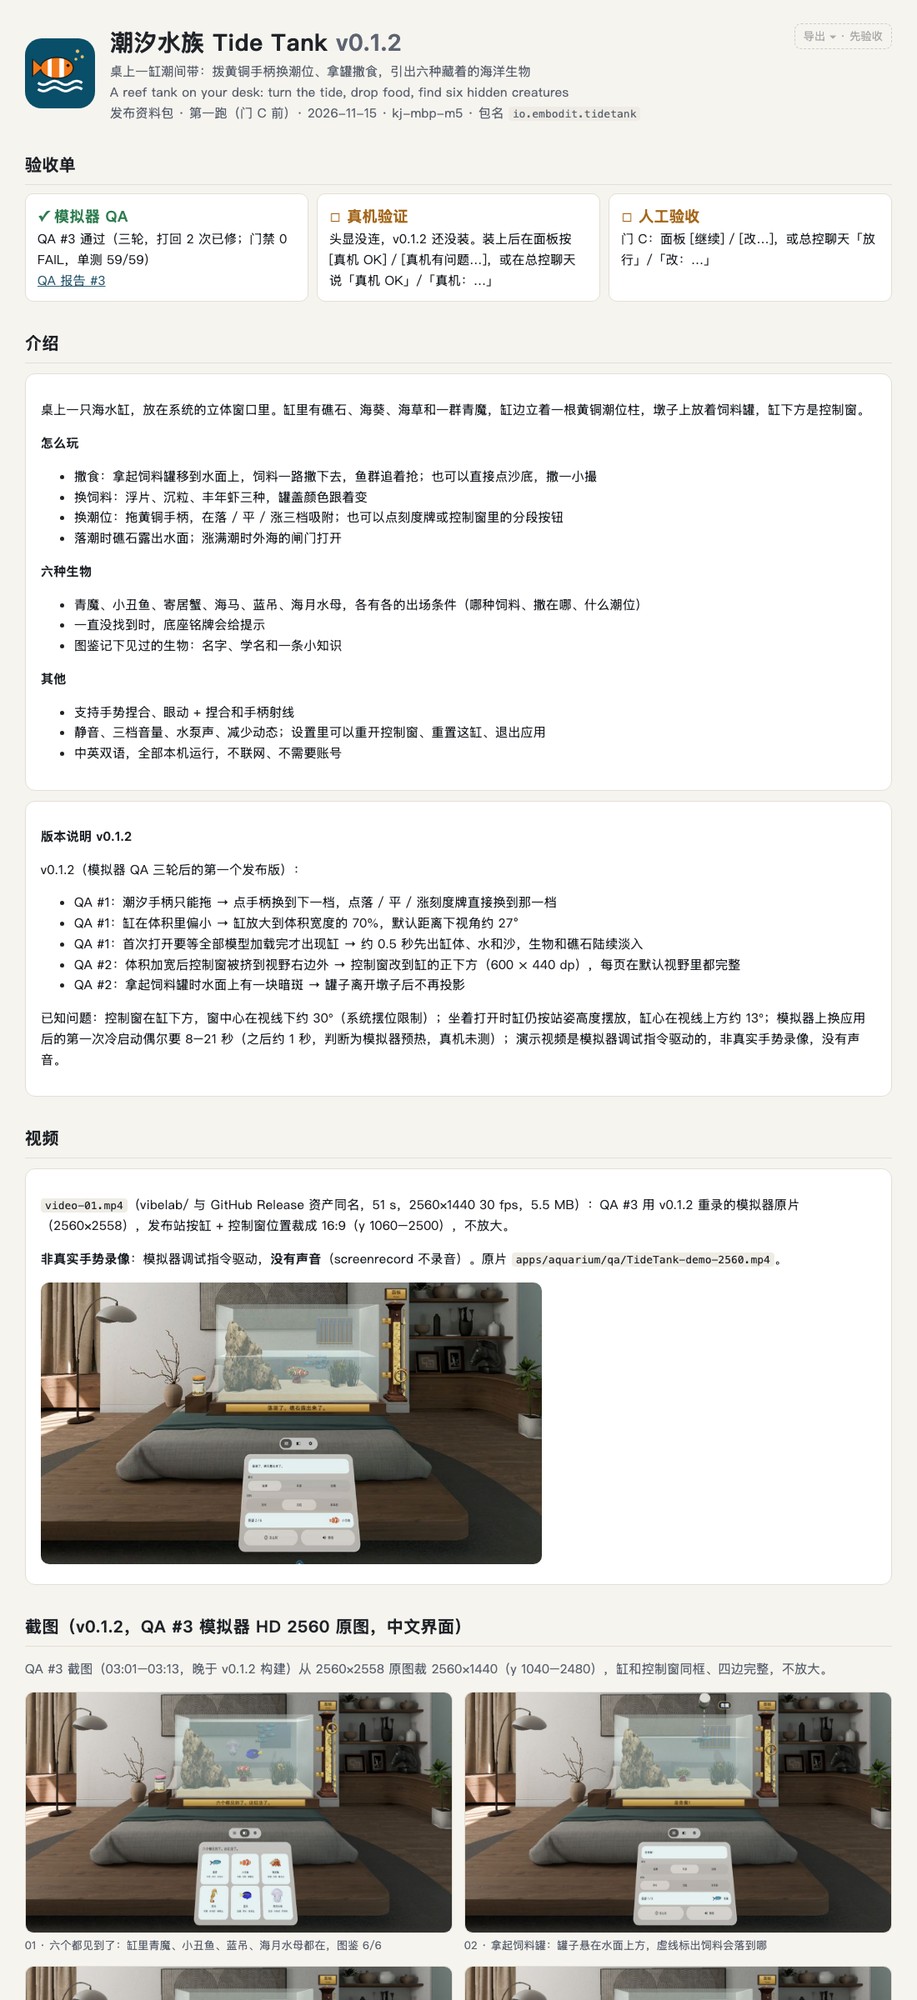 潮汐水族 Tide Tank v0.1.2
导出 ▾ · 先验收
桌上一缸潮间带：拨黄铜手柄换潮位、拿罐撒食，引出六种藏着的海洋生物
A reef tank on your desk: turn the tide, drop food, find six hidden creatures
发布资料包 · 第一跑（门 C 前）· 2026-11-15 · kj-mbp-m5 · 包名 io.embodit.tidetank
验收单
✓ 模拟器 QA
QA #3 通过（三轮，打回 2 次已修；门禁 0
FAIL，单测 59/59）
QA 报告 #3
□ 真机验证
头显没连，v0.1.2 还没装。装上后在面板按
[真机 OK] / [真机有问题…]，或在总控聊天
说「真机 OK」/「真机：…」
□ 人工验收
门 C：面板 [继续] / [改…]，或总控聊天「放
行」/「改：…」
介绍
桌上一只海水缸，放在系统的立体窗口里。缸里有礁石、海葵、海草和一群青魔，缸边立着一根黄铜潮位柱，墩子上放着饲料罐，缸下方是控制窗。
怎么玩
• 撒食：拿起饲料罐移到水面上，饲料一路撒下去，鱼群追着抢；也可以直接点沙底，撒一小撮
• 换饲料：浮片、沉粒、丰年虾三种，罐盖颜色跟着变
• 换潮位：拖黄铜手柄，在落 / 平 / 涨三档吸附；也可以点刻度牌或控制窗里的分段按钮
• 落潮时礁石露出水面；涨满潮时外海的闸门打开
六种生物
• 青魔、小丑鱼、寄居蟹、海马、蓝吊、海月水母，各有各的出场条件（哪种饲料、撒在哪、什么潮位）
• 一直没找到时，底座铭牌会给提示
• 图鉴记下见过的生物：名字、学名和一条小知识
其他
• 支持手势捏合、眼动 + 捏合和手柄射线
• 静音、三档音量、水泵声、减少动态；设置里可以重开控制窗、重置这缸、退出应用
• 中英双语，全部本机运行，不联网、不需要账号
版本说明 v0.1.2
v0.1.2（模拟器 QA 三轮后的第一个发布版）：
• QA #1：潮汐手柄只能拖 → 点手柄换到下一档，点落 / 平 / 涨刻度牌直接换到那一档
• QA #1：缸在体积里偏小 → 缸放大到体积宽度的 70%，默认距离下视角约 27°
• QA #1：首次打开要等全部模型加载完才出现缸 → 约 0.5 秒先出缸体、水和沙，生物和礁石陆续淡入
• QA #2：体积加宽后控制窗被挤到视野右边外 → 控制窗改到缸的正下方（600 × 440 dp），每页在默认视野里都完整
• QA #2：拿起饲料罐时水面上有一块暗斑 → 罐子离开墩子后不再投影
已知问题：控制窗在缸下方，窗中心在视线下约 30°（系统摆位限制）；坐着打开时缸仍按站姿高度摆放，缸心在视线上方约 13°；模拟器上换应用
后的第一次冷启动偶尔要 8–21 秒（之后约 1 秒，判断为模拟器预热，真机未测）；演示视频是模拟器调试指令驱动的，非真实手势录像，没有声
音。
视频
video-01.mp4（vibelab/ 与 GitHub Release 资产同名，51 s，2560×1440 30 fps，5.5 MB）：QA #3 用 v0.1.2 重录的模拟器原片
（2560×2558），发布站按缸 + 控制窗位置裁成 16:9（y 1060–2500），不放大。
非真实手势录像：模拟器调试指令驱动，没有声音（screenrecord 不录音）。原片 apps/aquarium/qa/TideTank-demo-2560.mp4。
落潮了，礁石露出来了。
截图（v0.1.2，QA #3 模拟器 HD 2560 原图，中文界面）
QA #3 截图（03:01–03:13，晚于 v0.1.2 构建）从 2560×2558 原图裁 2560×1440（y 1040–2480），缸和控制窗同框、四边完整，不放大。
01 · 六个都见到了：缸里青魔、小丑鱼、蓝吊、海月水母都在，图鉴 6/6
02 · 拿起饲料罐：罐子悬在水面上方，虚线标出饲料会落到哪